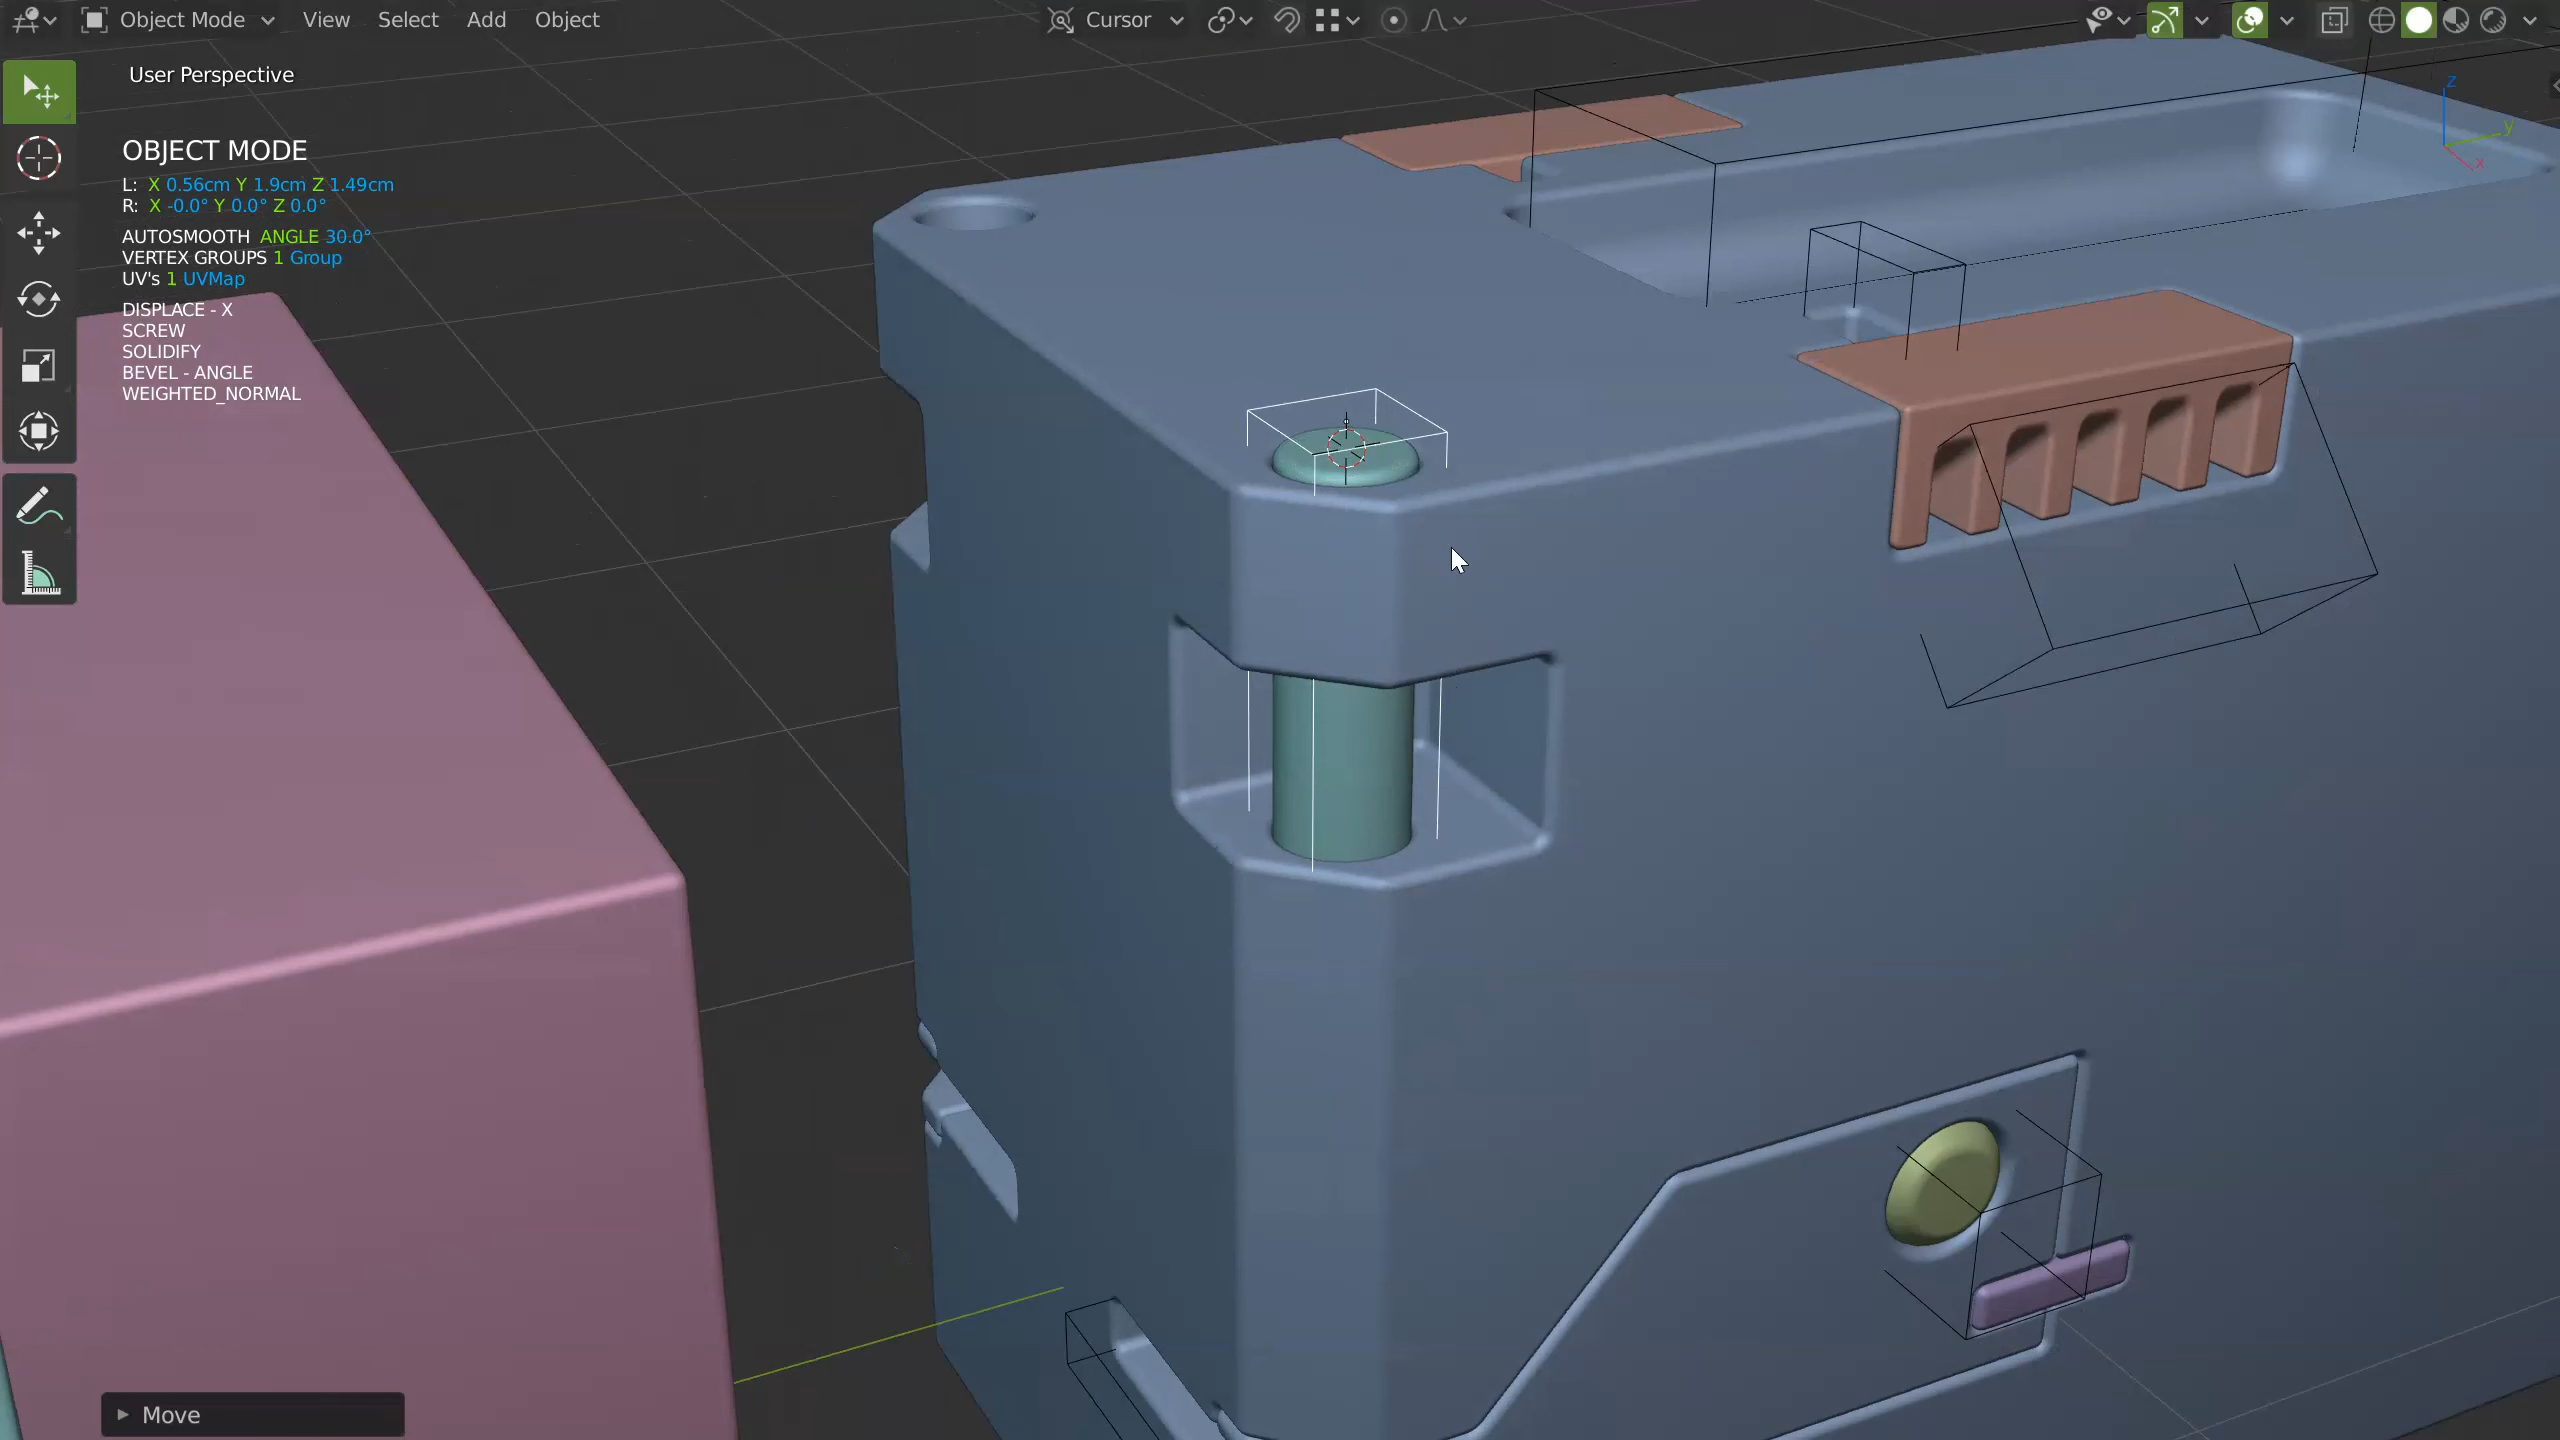 Object Mode View Select Add Object Cursor
User Perspective
OBJECT MODE
L: X 0.56cm Y 1.9cm Z 1.49cm
R: X -0.0° Y 0.0° Z 0.0°
AUTOSMOOTH ANGLE 30.0°
VERTEX GROUPS 1 Group
UV's 1 UVMap
DISPLACE - X
SCREW
SOLIDIFY
BEVEL - ANGLE
WEIGHTED_NORMAL
Z
Y
X
Move